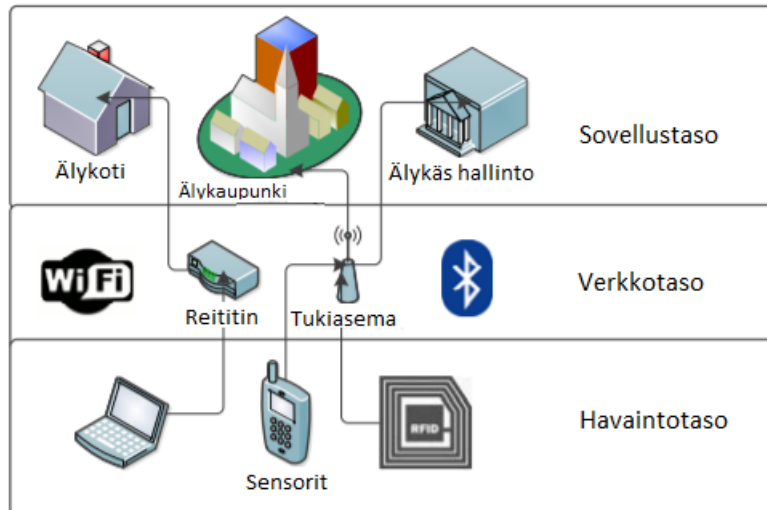 Älykoti
Älykaupunki
Älykäs hallinto
Sovellustaso
WiFi
Reititin
Tukiasema
Verkkotaso
RFID
Sensorit
Havaintotaso